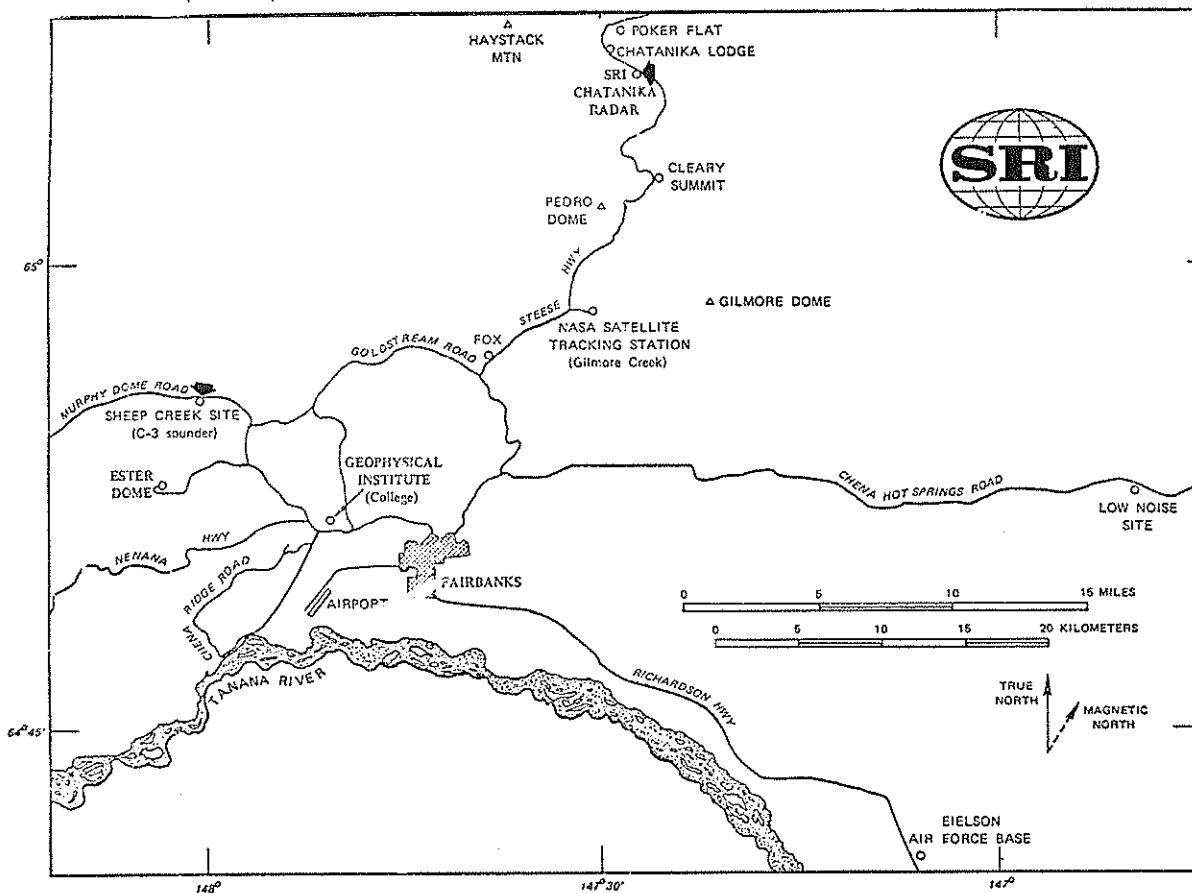 HAYSTACK
MTN
POKER FLAT
CHATANIKA LODGE
SRI
CHATANIKA
RADAR
SRI
CLEARY
SUMMIT
PEDRO
DOME
65°
HWY
STEESE
GILMORE DOME
NASA SATELLITE
TRACKING STATION
(Gilmore Creek)
FOX
GOLDSTREAM ROAD
MURPHY DOME ROAD
SHEEP CREEK SITE
(C-3 sounder)
GEOPHYSICAL
INSTITUTE
(College)
ESTER
DOME
CHENA HOT SPRINGS ROAD
LOW NOISE
SITE
NENANA HWY
CHENA RIDGE ROAD
FAIRBANKS
AIRPORT
0 5 10 15 MILES
0 5 10 15 20 KILOMETERS
TANANA RIVER
RICHARDSON HWY
TRUE
NORTH
MAGNETIC
NORTH
64°45'
EIELSON
AIR FORCE BASE
148°
147°30'
147°